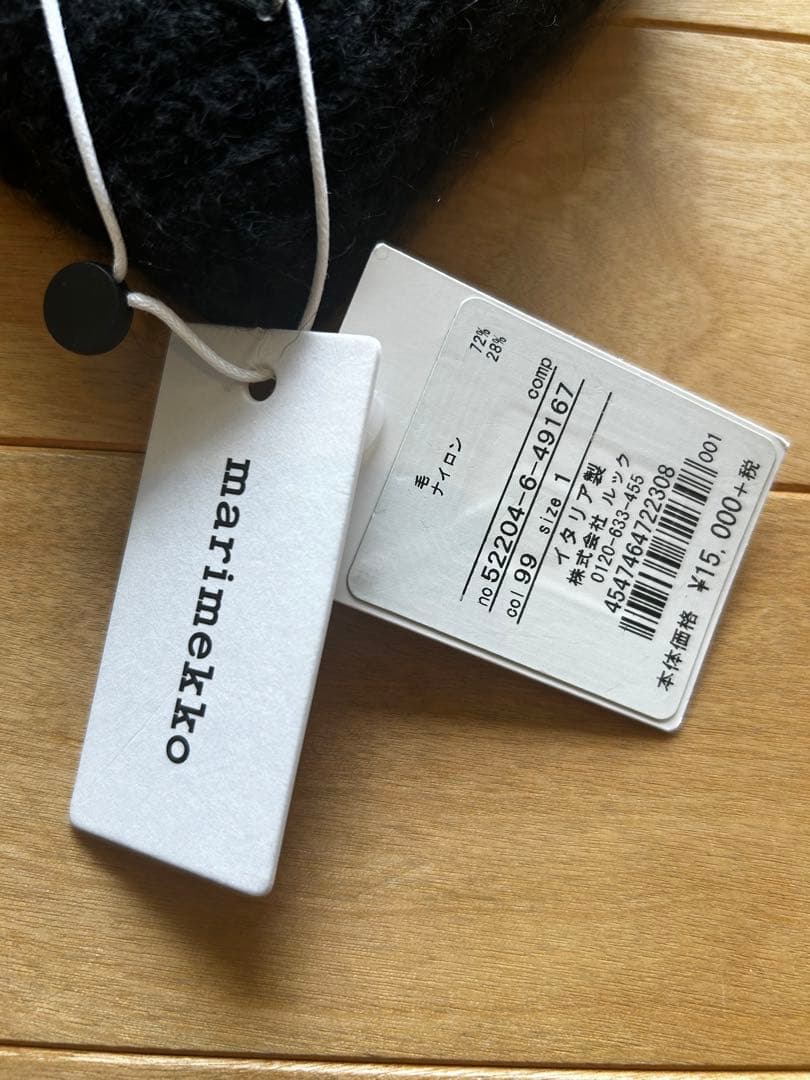 marimekko
毛 72%
ナイロン 28%
comp
no 52204-6-49167
col 99 size 1
イタリア製
株式会社 ルック
0120-633-455
4547464722308
001
本体価格 ¥15,000+税